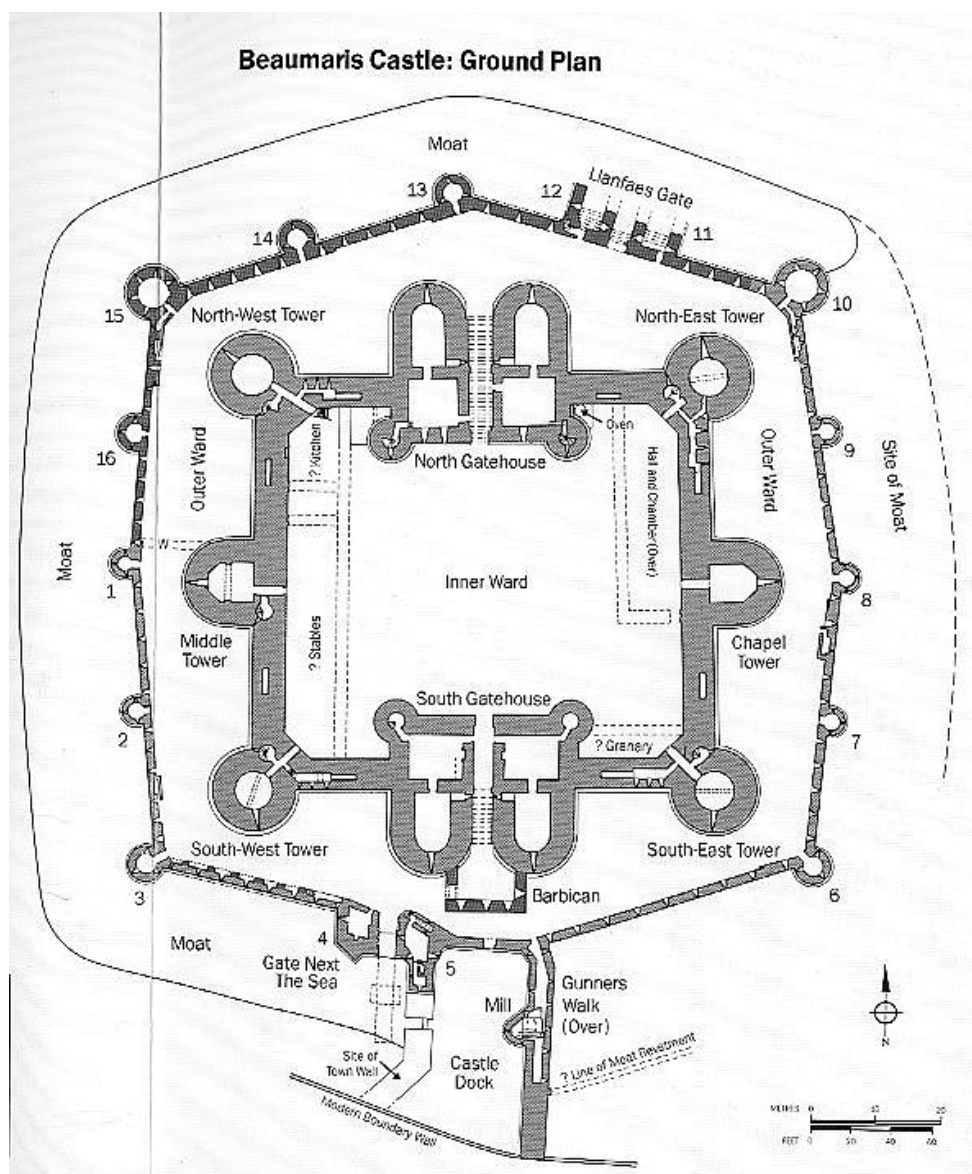 Beaumaris Castle: Ground Plan
Moat
13
12
Llanfaes Gate
11
14
15
10
North-West Tower
North-East Tower
16
Outer Ward
? Kitchen
Oven
North Gatehouse
Hall and Chamber (Over)
Outer Ward
9
Site of Moat
Moat
W
1
Inner Ward
8
Middle
Tower
? Stables
Chapel
Tower
South Gatehouse
2
? Granary
7
South-West Tower
South-East Tower
3
Barbican
6
Moat
4
5
Gate Next
The Sea
Gunners
Walk
(Over)
Mill
Site of
Town Wall
Castle
Dock
? Line of Moat Revetment
Modern Boundary Wall
N
METRES 0 10 20
FEET 0 20 40 60